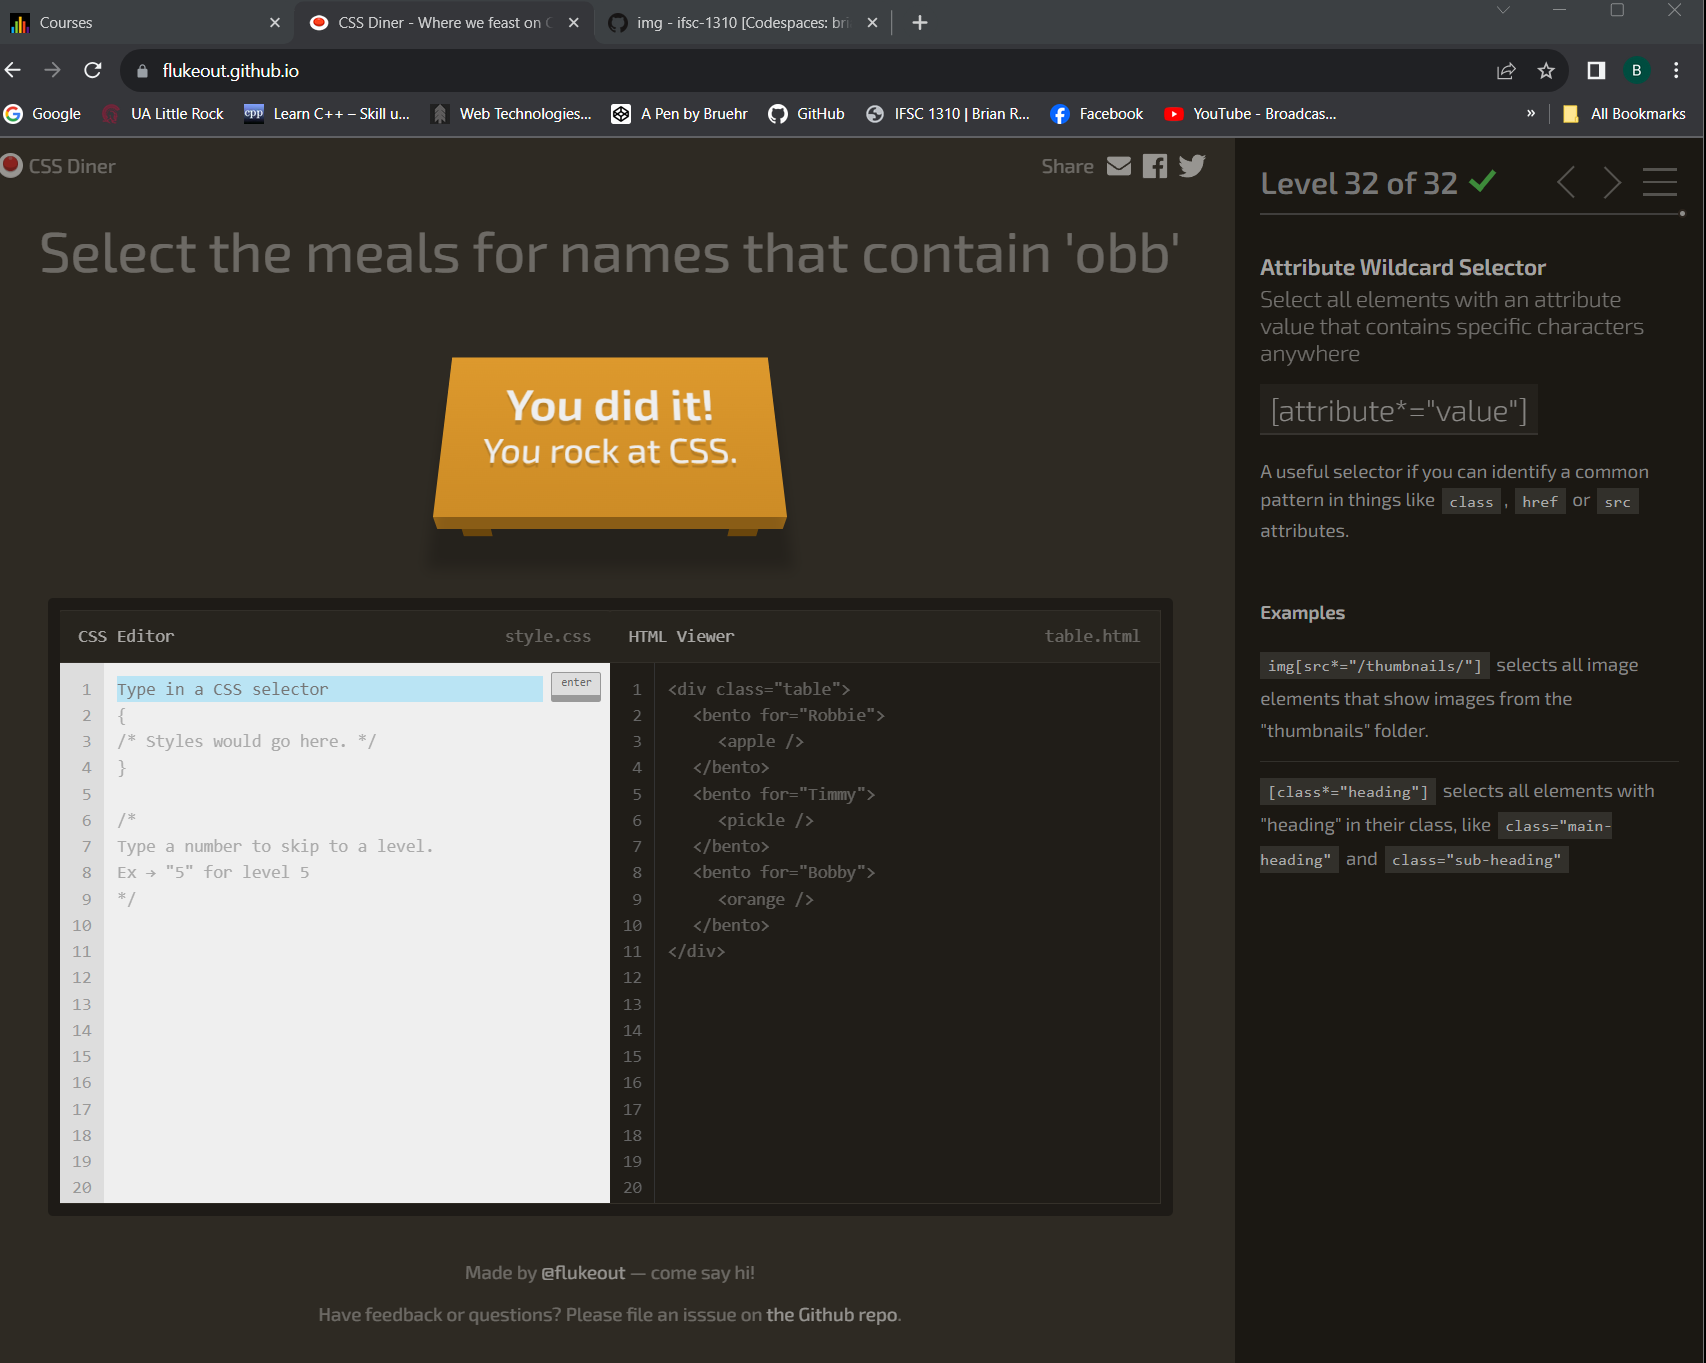 Courses
CSS Diner - Where we feast on
img - ifsc-1310 [Codespaces: bri
flukeout.github.io
B
Google
UA Little Rock
cpp
Learn C++ – Skill u...
Web Technologies...
A Pen by Bruehr
GitHub
IFSC 1310 | Brian R...
Facebook
YouTube - Broadcas...
»
All Bookmarks
CSS Diner
Share
Select the meals for names that contain 'obb'
You did it!
You rock at CSS.
CSS Editor
style.css
HTML Viewer
table.html
1 Type in a CSS selector
enter
2 {
3 /* Styles would go here. */
4 }
5
6 /*
7 Type a number to skip to a level.
8 Ex → "5" for level 5
9 */
10
11
12
13
14
15
16
17
18
19
20
1 <div class="table">
2 <bento for="Robbie">
3 <apple />
4 </bento>
5 <bento for="Timmy">
6 <pickle />
7 </bento>
8 <bento for="Bobby">
9 <orange />
10 </bento>
11 </div>
12
13
14
15
16
17
18
19
20
Made by @flukeout — come say hi!
Have feedback or questions? Please file an isssue on the Github repo.
Level 32 of 32
Attribute Wildcard Selector
Select all elements with an attribute
value that contains specific characters
anywhere
[attribute*="value"]
A useful selector if you can identify a common
pattern in things like class , href or src
attributes.
Examples
img[src*="/thumbnails/"] selects all image
elements that show images from the
"thumbnails" folder.
[class*="heading"] selects all elements with
"heading" in their class, like class="main-
heading" and class="sub-heading"